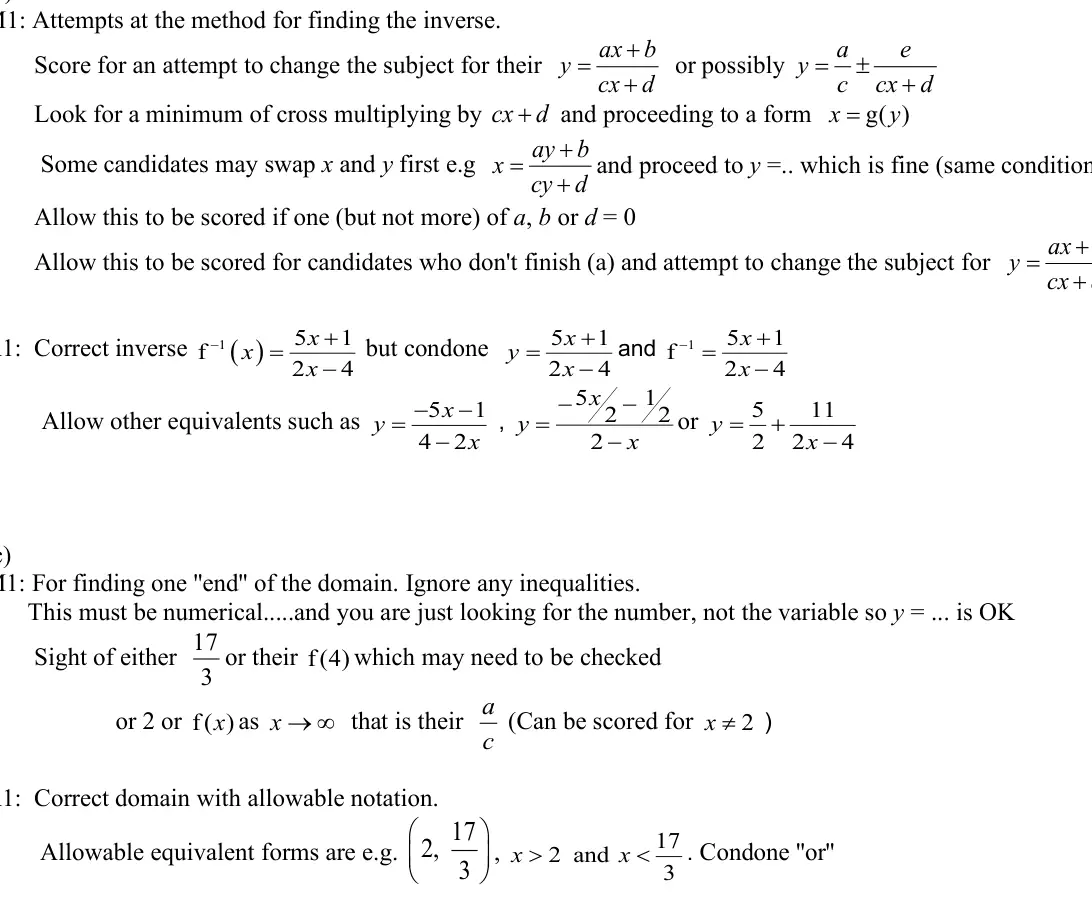 M1: Attempts at the method for finding the inverse.
Score for an attempt to change the subject for their y = (ax + b)/(cx + d) or possibly y = a/c ± e/(cx + d)
Look for a minimum of cross multiplying by cx + d and proceeding to a form x = g(y)
Some candidates may swap x and y first e.g x = (ay + b)/(cy + d) and proceed to y =.. which is fine (same condition
Allow this to be scored if one (but not more) of a, b or d = 0
Allow this to be scored for candidates who don't finish (a) and attempt to change the subject for y = (ax +)/(cx +
1: Correct inverse f⁻¹(x) = (5x + 1)/(2x − 4) but condone y = (5x + 1)/(2x − 4) and f⁻¹ = (5x + 1)/(2x − 4)
Allow other equivalents such as y = (−5x − 1)/(4 − 2x) , y = (−5x/2 − 1/2)/(2 − x) or y = 5/2 + 11/(2x − 4)
c)
M1: For finding one "end" of the domain. Ignore any inequalities.
This must be numerical.....and you are just looking for the number, not the variable so y = ... is OK
Sight of either 17/3 or their f(4) which may need to be checked
or 2 or f(x) as x → ∞ that is their a/c (Can be scored for x ≠ 2 )
1: Correct domain with allowable notation.
Allowable equivalent forms are e.g. (2, 17/3), x > 2 and x < 17/3 . Condone "or"